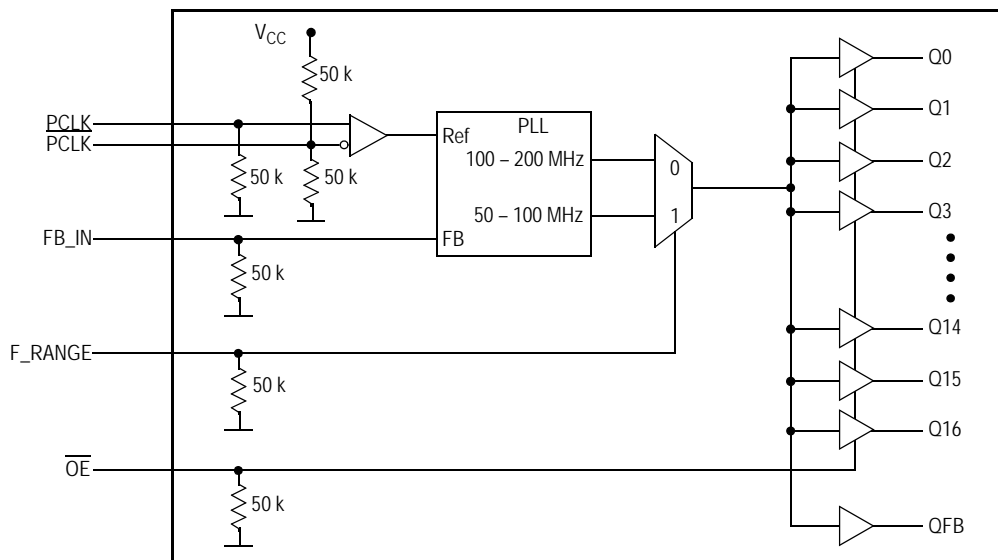 V_CC
50 k
Q0
Q1
PCLK
PCLK
Ref
PLL
100 – 200 MHz
0
Q2
50 k
50 k
50 – 100 MHz
1
Q3
FB_IN
FB
50 k
F_RANGE
Q14
50 k
Q15
Q16
OE
50 k
QFB